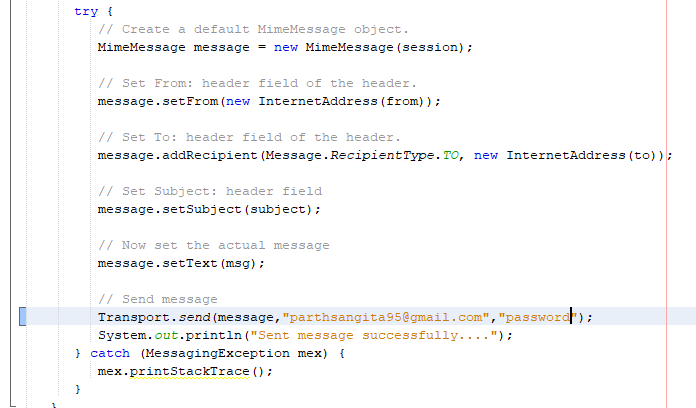 try {
// Create a default MimeMessage object.
MimeMessage message = new MimeMessage(session);
// Set From: header field of the header.
message.setFrom(new InternetAddress(from));
// Set To: header field of the header.
message.addRecipient(Message.RecipientType.TO, new InternetAddress(to));
// Set Subject: header field
message.setSubject(subject);
// Now set the actual message
message.setText(msg);
// Send message
Transport.send(message,"parthsangita95@gmail.com","password");
System.out.println("Sent message successfully....");
} catch (MessagingException mex) {
mex.printStackTrace();
}
}